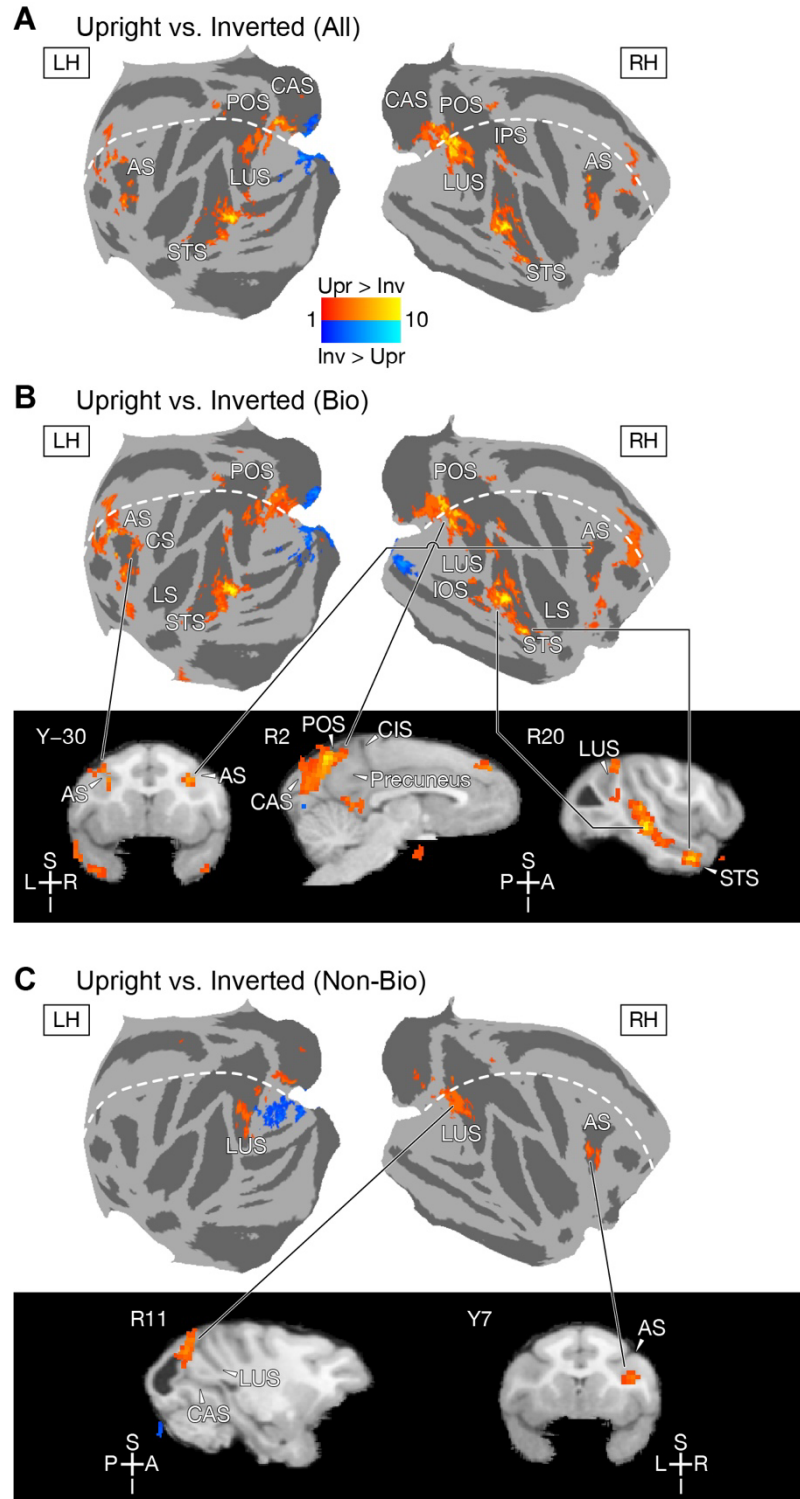 A Upright vs. Inverted (All)
LH
RH
CAS
POS
AS
LUS
STS
CAS
POS
IPS
AS
LUS
STS
Upr > Inv
1 10
Inv > Upr
B Upright vs. Inverted (Bio)
LH
RH
POS
AS
CS
LS
STS
POS
AS
LUS
IOS
LS
STS
Y–30
AS
AS
S
L R
I
R2
POS
CIS
Precuneus
CAS
R20
LUS
STS
S
P A
I
C Upright vs. Inverted (Non-Bio)
LH
RH
LUS
LUS
AS
R11
LUS
CAS
S
P A
I
Y7
AS
S
L R
I